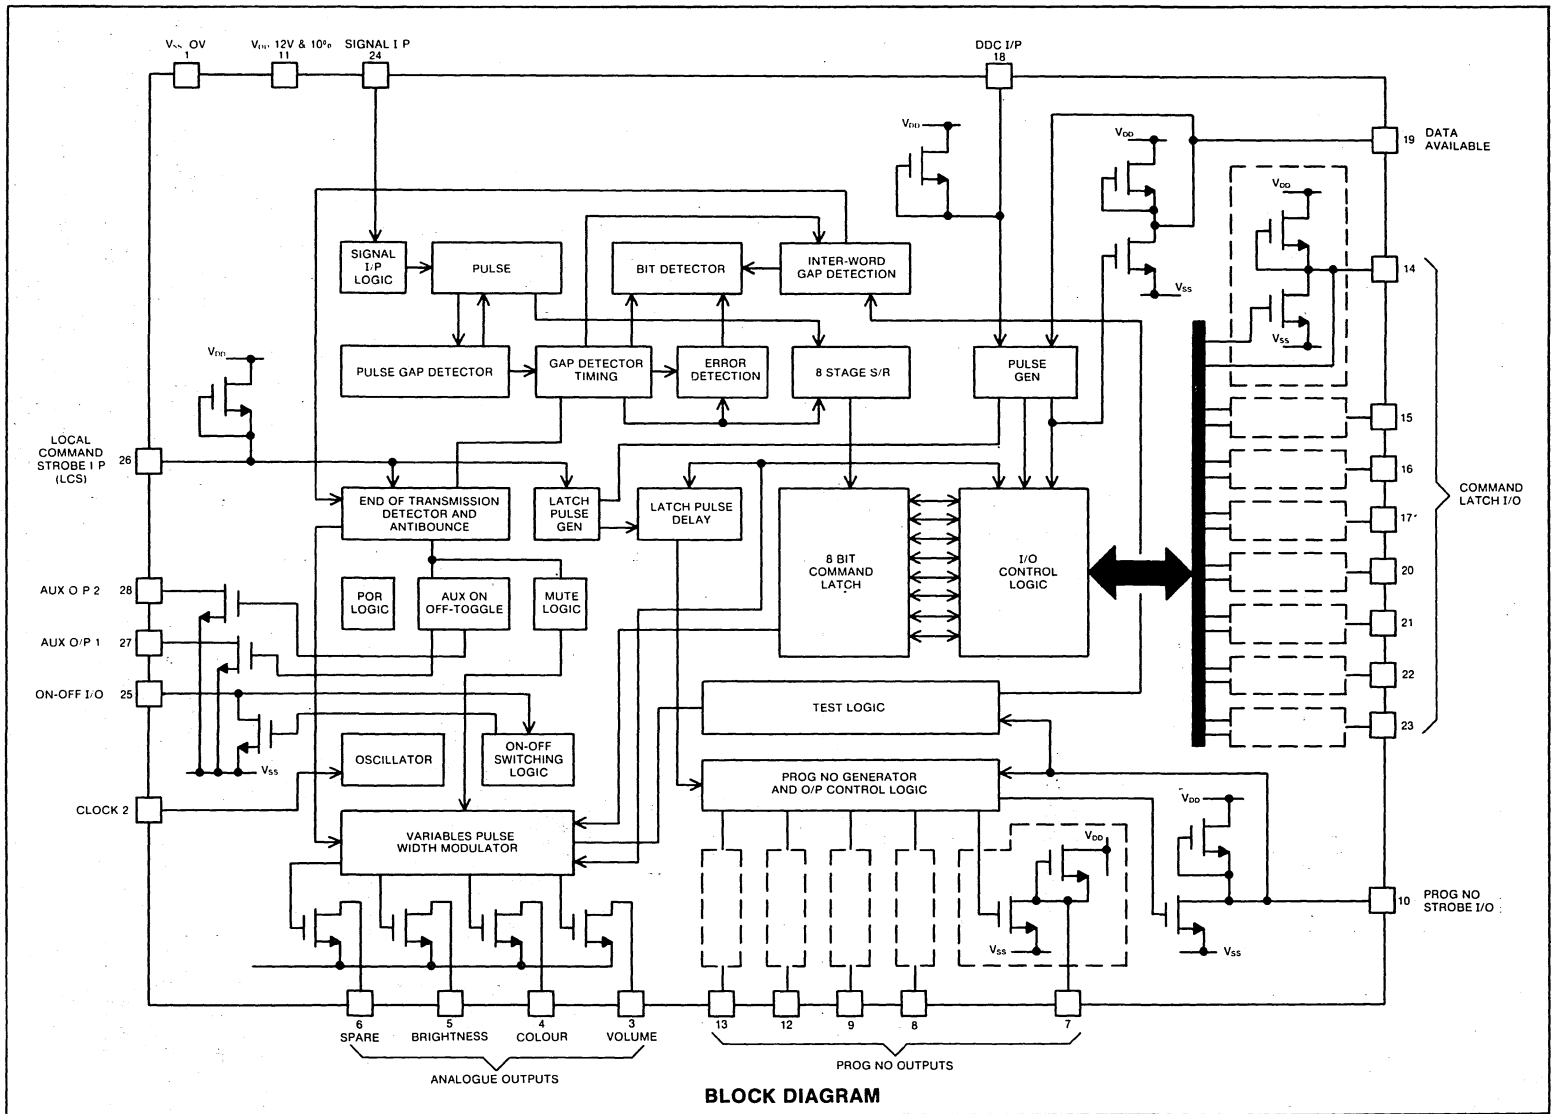 VSS OV
1
VDD 12V & 10%
11
SIGNAL I P
24
DDC I/P
18
VDD
VDD
19 DATA
AVAILABLE
VDD
SIGNAL
I/P
LOGIC
PULSE
BIT DETECTOR
INTER-WORD
GAP DETECTION
14
VSS
VSS
VDD
PULSE GAP DETECTOR
GAP DETECTOR
TIMING
ERROR
DETECTION
8 STAGE S/R
PULSE
GEN
15
LOCAL
COMMAND
STROBE I P
(LCS)
26
16
COMMAND
LATCH I/O
END OF TRANSMISSION
DETECTOR AND
ANTIBOUNCE
LATCH
PULSE
GEN
LATCH PULSE
DELAY
17
8 BIT
COMMAND
LATCH
I/O
CONTROL
LOGIC
20
AUX O P 2 28
POR
LOGIC
AUX ON
OFF-TOGGLE
MUTE
LOGIC
21
AUX O/P 1 27
22
ON-OFF I/O 25
TEST LOGIC
23
OSCILLATOR
ON-OFF
SWITCHING
LOGIC
VSS
PROG NO GENERATOR
AND O/P CONTROL LOGIC
CLOCK 2
VDD
VARIABLES PULSE
WIDTH MODULATOR
VDD
10 PROG NO
STROBE I/O
VSS
VSS
6
SPARE
5
BRIGHTNESS
4
COLOUR
3
VOLUME
13
12
9
8
7
ANALOGUE OUTPUTS
PROG NO OUTPUTS
BLOCK DIAGRAM